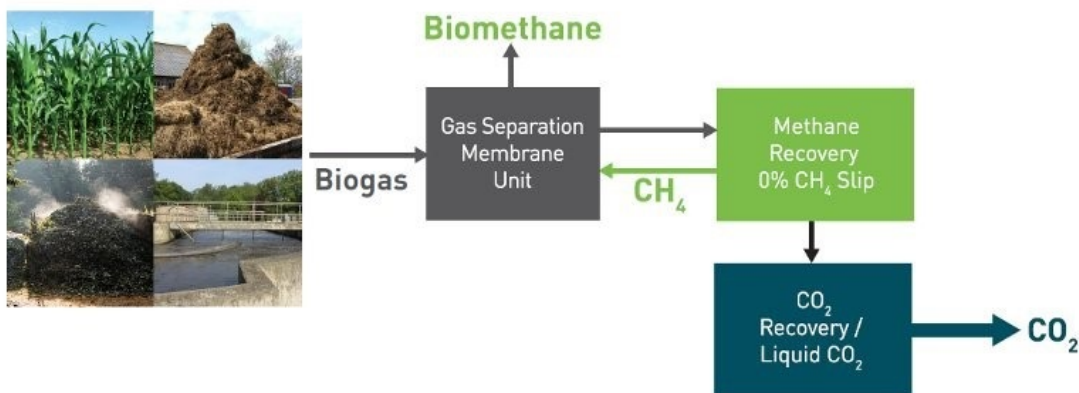 Biomethane
Gas Separation
Membrane
Unit
Biogas
CH₄
Methane
Recovery
0% CH₄ Slip
CO₂
Recovery /
Liquid CO₂
CO₂